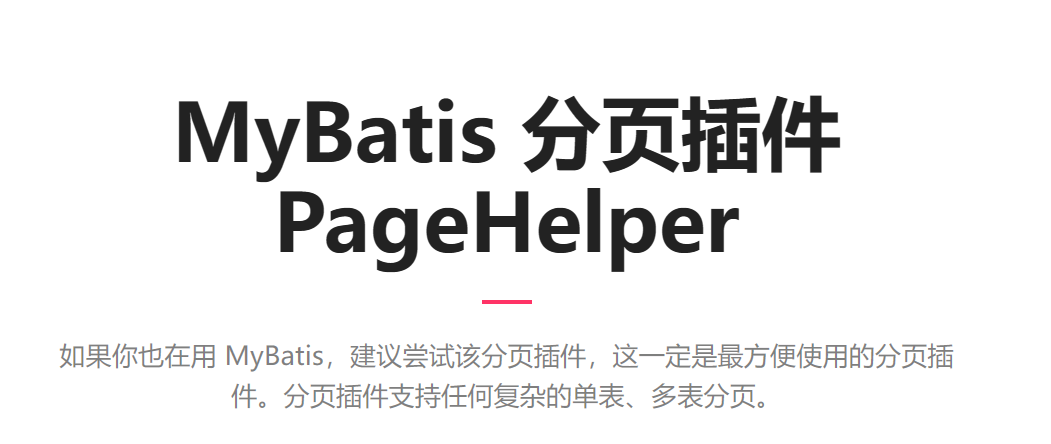 MyBatis 分页插件
PageHelper
如果你也在用 MyBatis，建议尝试该分页插件，这一定是最方便使用的分页插
件。分页插件支持任何复杂的单表、多表分页。